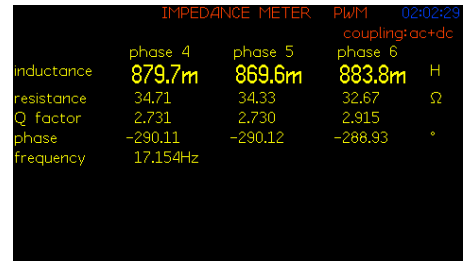 IMPEDANCE METER PWM 02:02:29
coupling:ac+dc
phase 4 phase 5 phase 6
inductance 879.7m 869.6m 883.8m H
resistance 34.71 34.33 32.67 Ω
Q factor 2.731 2.730 2.915
phase -290.11 -290.12 -288.93 °
frequency 17.154Hz